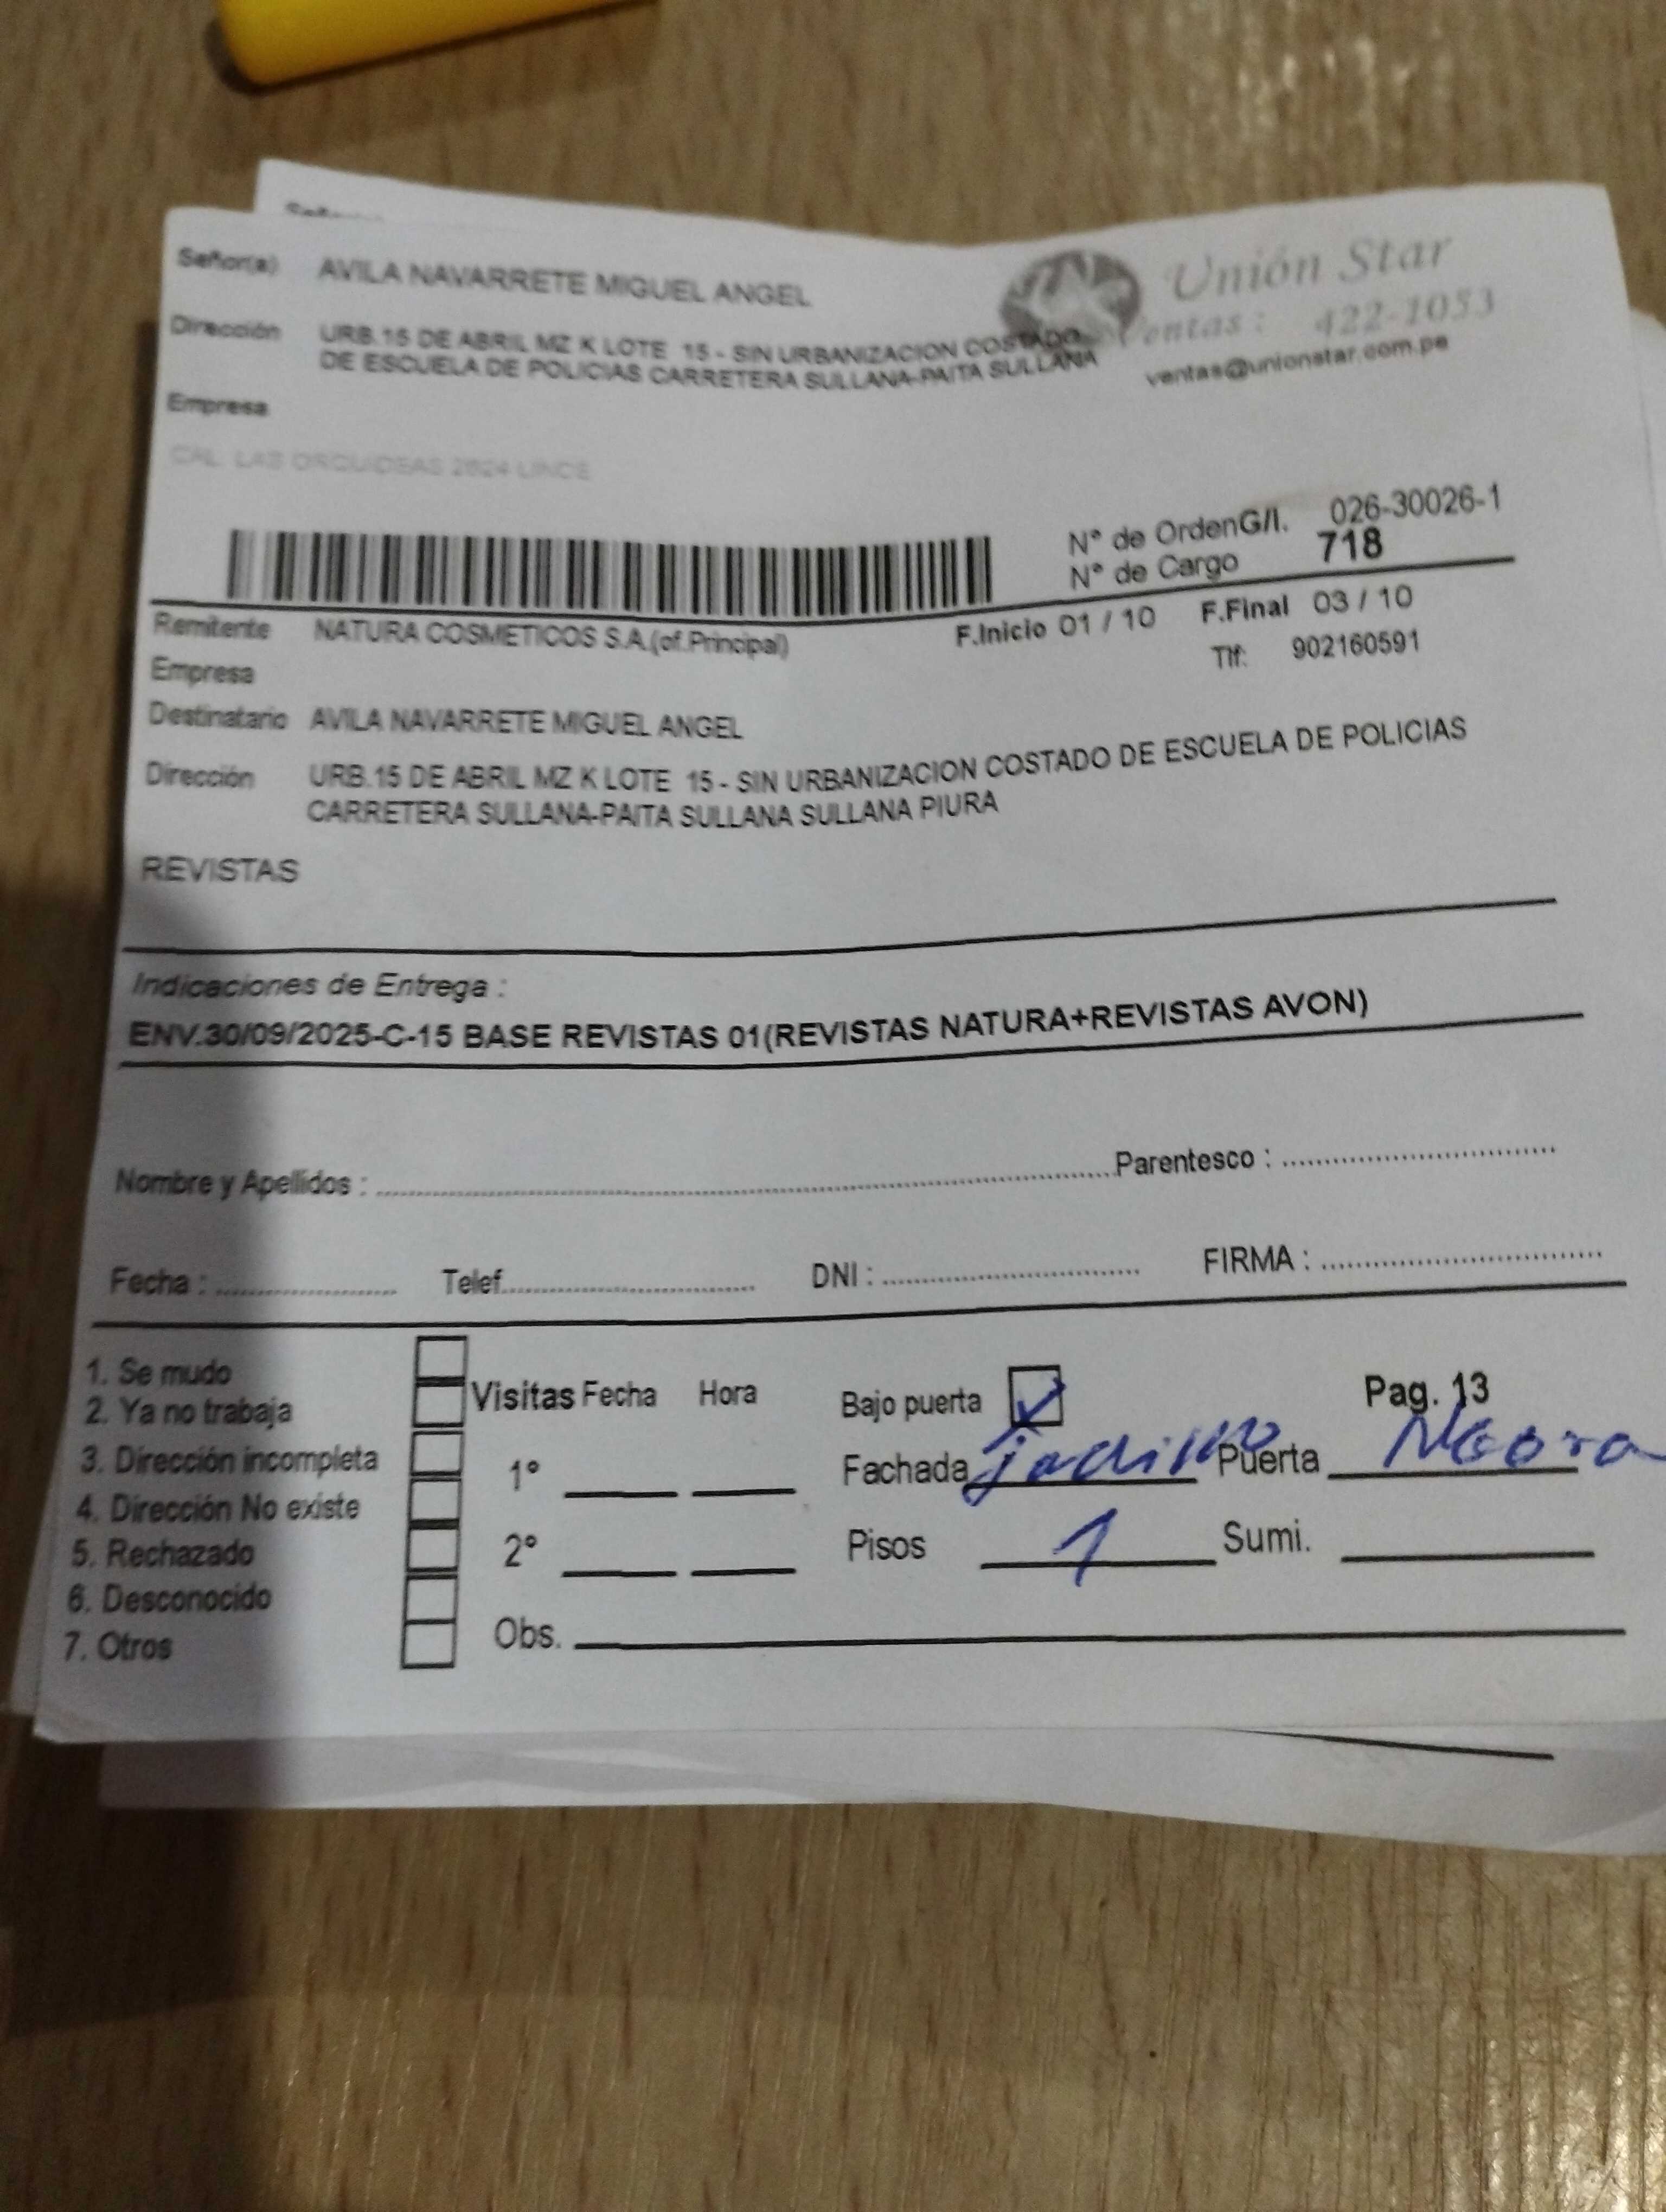 Señor(a) AVILA NAVARRETE MIGUEL ANGEL
Unión Star
Dirección URB.15 DE ABRIL MZ K LOTE 15 - SIN URBANIZACION COSTADO
DE ESCUELA DE POLICIAS CARRETERA SULLANA-PAITA SULLANA
Ventas : 422-1053
ventas@unionstar.com.pe
Empresa
CAL. LAS ORQUIDEAS 2624 LINCE
N° de OrdenG/I. 026-30026-1
N° de Cargo 718
Remitente NATURA COSMETICOS S.A.(of.Principal) F.Inicio 01 / 10 F.Final 03 / 10
Empresa Tlf: 902160591
Destinatario AVILA NAVARRETE MIGUEL ANGEL
Dirección URB.15 DE ABRIL MZ K LOTE 15 - SIN URBANIZACION COSTADO DE ESCUELA DE POLICIAS
CARRETERA SULLANA-PAITA SULLANA SULLANA PIURA
REVISTAS
Indicaciones de Entrega :
ENV.30/09/2025-C-15 BASE REVISTAS 01(REVISTAS NATURA+REVISTAS AVON)
Nombre y Apellidos : Parentesco :
Fecha : Telef. DNI : FIRMA :
1. Se mudo
2. Ya no trabaja Visitas Fecha Hora Bajo puerta Pag. 13
3. Dirección incompleta 1° Fachada Puerta
4. Dirección No existe
5. Rechazado 2° Pisos 1 Sumi.
6. Desconocido
7. Otros Obs.